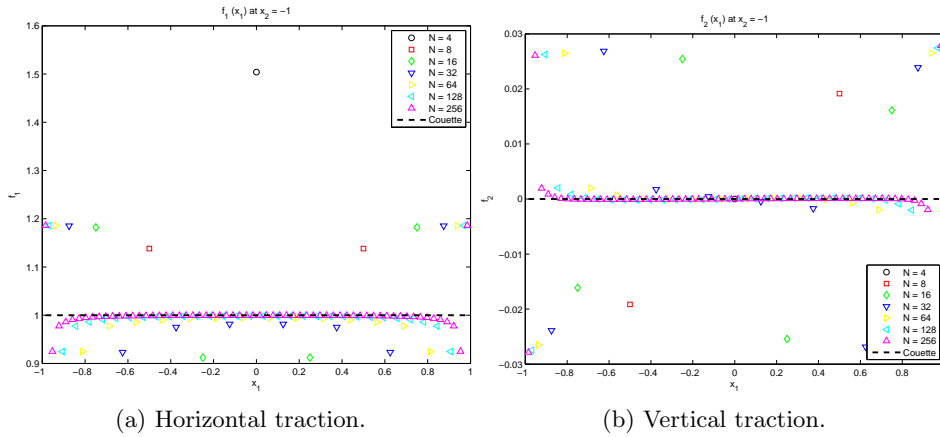 f1 (x1) at x2 = −1
1.6
1.5
1.4
1.3
1.2
1.1
1
0.9
f1
−1 −0.8 −0.6 −0.4 −0.2 0 0.2 0.4 0.6 0.8 1
x1
N = 4
N = 8
N = 16
N = 32
N = 64
N = 128
N = 256
Couette
(a) Horizontal traction.
f2 (x1) at x2 = −1
0.03
0.02
0.01
0
−0.01
−0.02
−0.03
f2
−1 −0.8 −0.6 −0.4 −0.2 0 0.2 0.4 0.6 0.8
x1
N = 4
N = 8
N = 16
N = 32
N = 64
N = 128
N = 256
Couette
(b) Vertical traction.